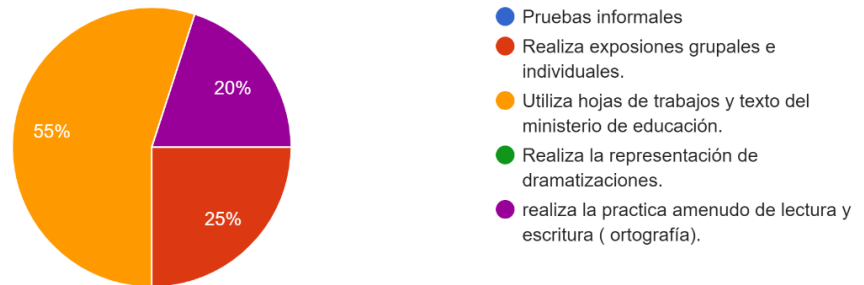 55%
20%
25%
Pruebas informales
Realiza exposiones grupales e
individuales.
Utiliza hojas de trabajos y texto del
ministerio de educación.
Realiza la representación de
dramatizaciones.
realiza la practica amenudo de lectura y
escritura ( ortografía).